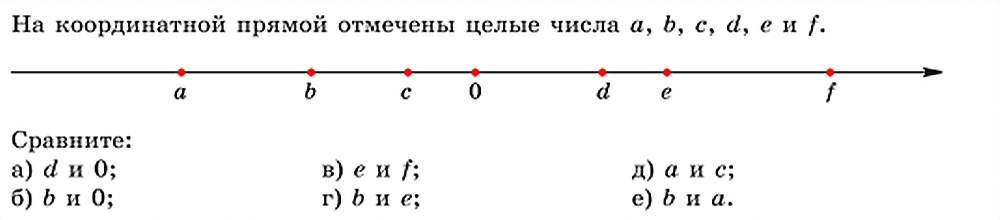 На координатной прямой отмечены целые числа a, b, c, d, e и f.
a b c 0 d e f
Сравните:
а) d и 0; в) e и f; д) a и c;
б) b и 0; г) b и e; е) b и a.